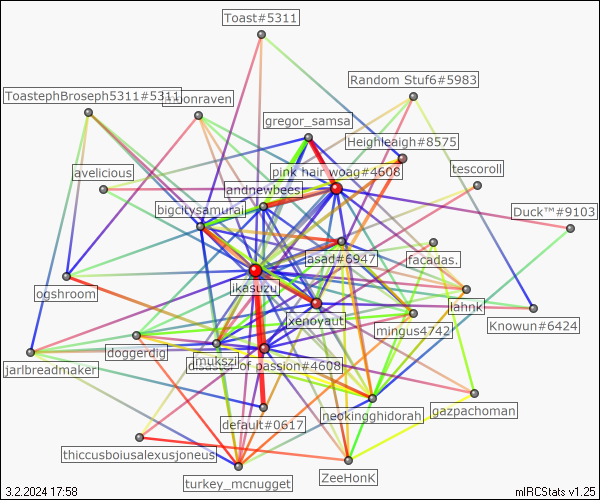 Toast#5311
Random Stuf6#5983
ToastephBroseph5311#5311
moonraven
gregor_samsa
Heighleaigh#8575
avelicious
pink hair woag#4608
tescoroll
andnewbees
bigcitysamurai
Duck™#9103
asad#6947
facadas.
ogshroom
ikasuzu
lahnk
xenoyaut
mingus4742
Knowun#6424
doggerdig
mukszi
disaster of passion#4608
jarlbreadmaker
neokingghidorah
gazpachoman
default#0617
thiccusboiusalexusjoneus
turkey_mcnugget
ZeeHonK
3.2.2024 17:58
mIRCStats v1.25